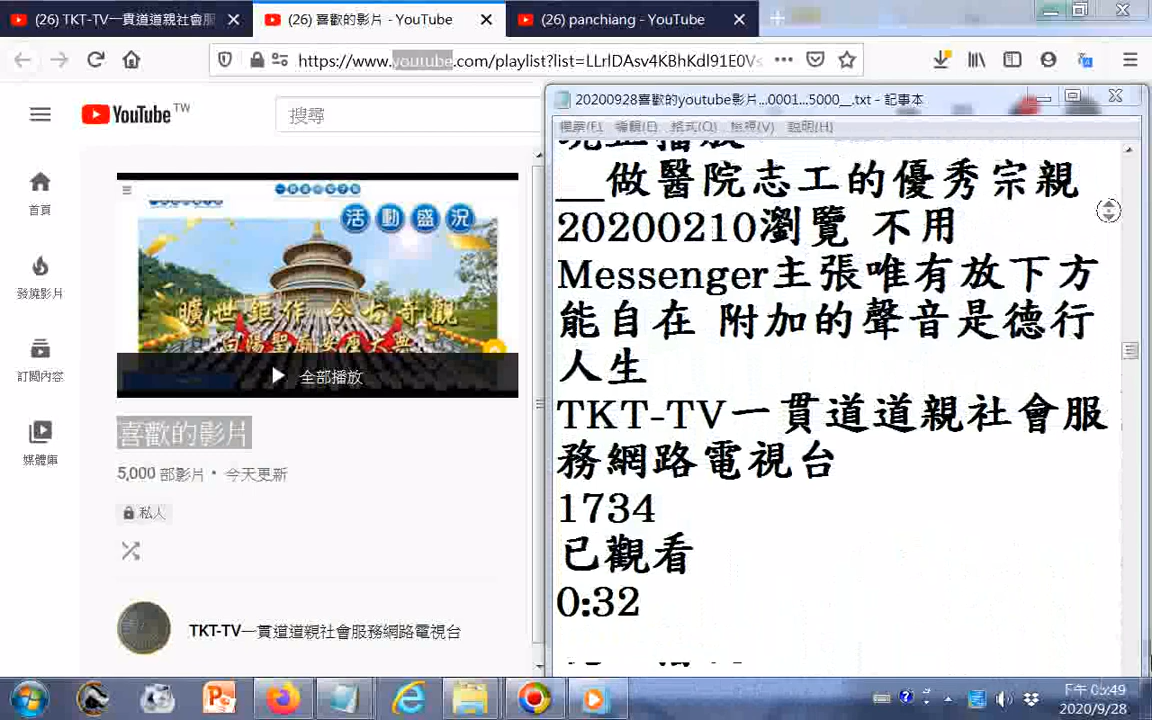 (26) TKT-TV一貫道道親社會服
(26) 喜歡的影片 - YouTube
(26) panchiang - YouTube
https://www.youtube.com/playlist?list=LLrlDAsv4KBhKdl91E0Vs
YouTube TW
搜尋
首頁
發燒影片
訂閱內容
媒體庫
活動盛況
曠世鉅作 今古奇觀
全部播放
喜歡的影片
5,000 部影片・今天更新
私人
TKT-TV一貫道道親社會服務網路電視台
20200928喜歡的youtube影片...0001...5000__.txt - 記事本
檔案(F) 編輯(E) 格式(O) 檢視(V) 說明(H)
__做醫院志工的優秀宗親
20200210瀏覽 不用
Messenger主張唯有放下方
能自在 附加的聲音是德行
人生
TKT-TV一貫道道親社會服
務網路電視台
1734
已觀看
0:32
下午 05:49
2020/9/28